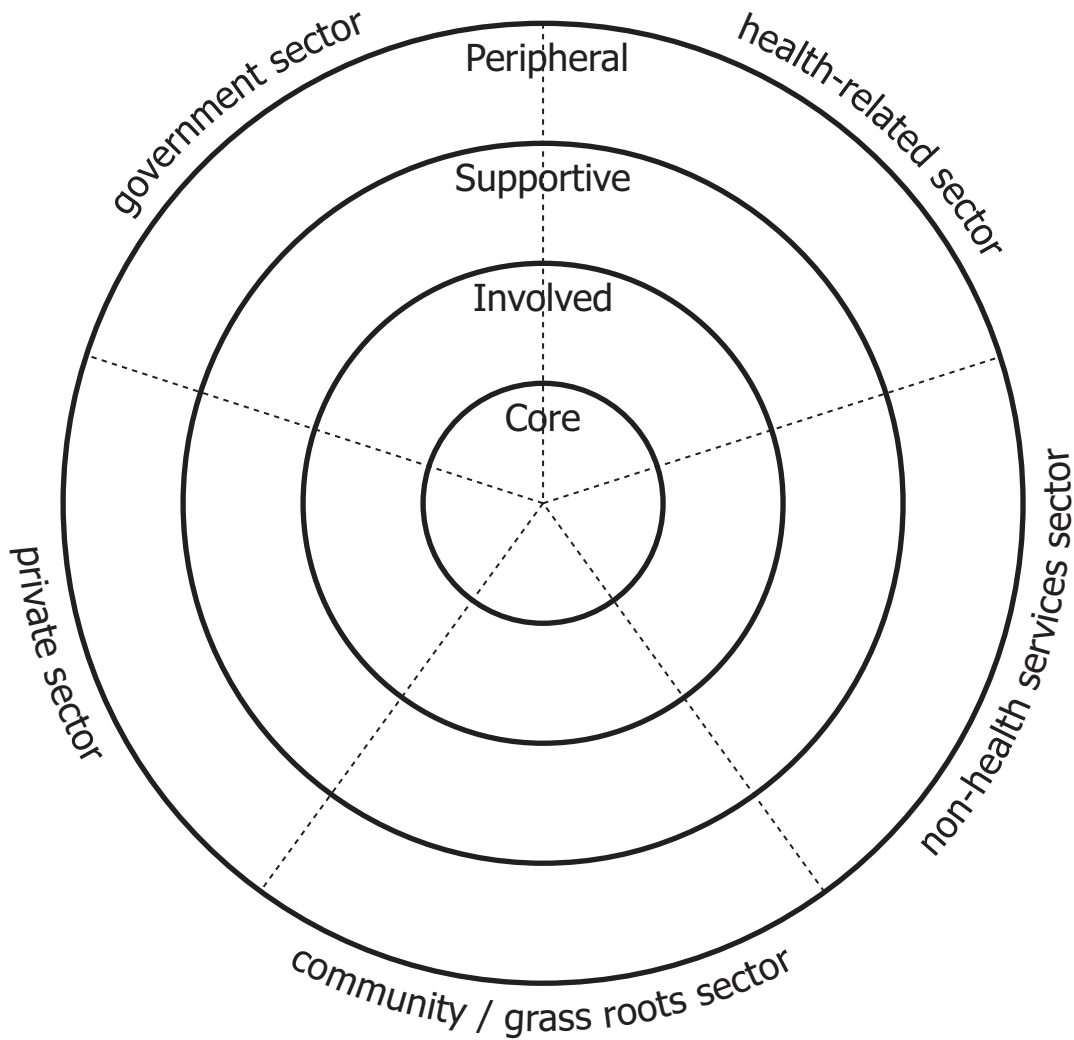 government sector
health-related sector
Peripheral
Supportive
Involved
Core
private sector
non-health services sector
community / grass roots sector